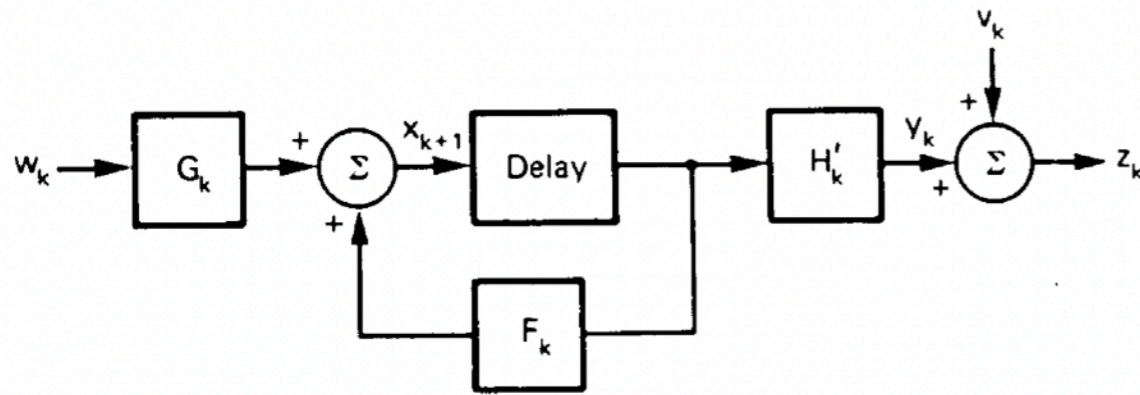 v_k
+
w_k
G_k
+
Σ
x_{k+1}
Delay
H'_k
y_k
+
Σ
z_k
+
F_k